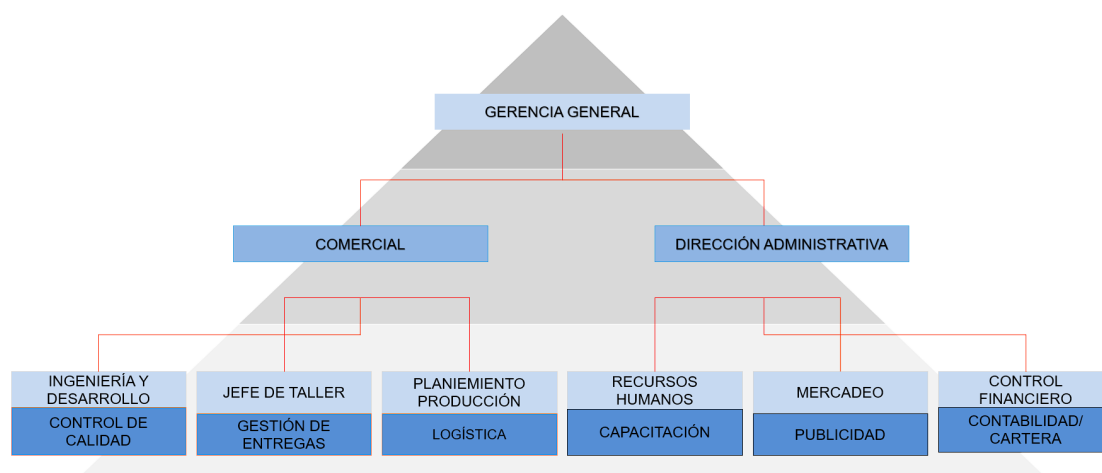 GERENCIA GENERAL
COMERCIAL
DIRECCIÓN ADMINISTRATIVA
INGENIERÍA Y
DESARROLLO
CONTROL DE
CALIDAD
JEFE DE TALLER
GESTIÓN DE
ENTREGAS
PLANIEMIENTO
PRODUCCIÓN
LOGÍSTICA
RECURSOS
HUMANOS
CAPACITACIÓN
MERCADEO
PUBLICIDAD
CONTROL
FINANCIERO
CONTABILIDAD/
CARTERA